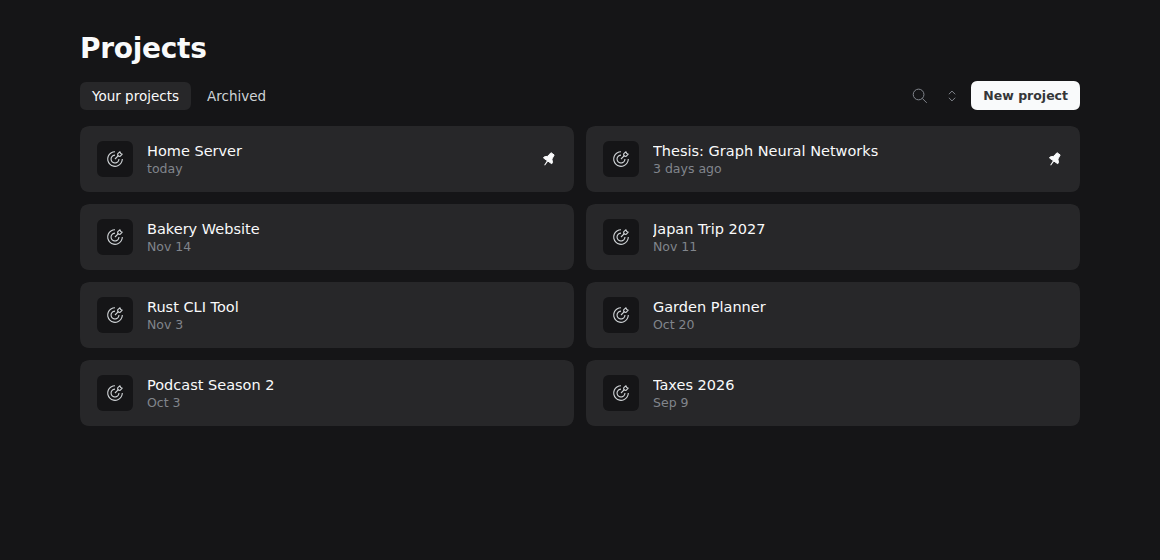 Projects
Your projects
Archived
New project
Home Server
today
Thesis: Graph Neural Networks
3 days ago
Bakery Website
Nov 14
Japan Trip 2027
Nov 11
Rust CLI Tool
Nov 3
Garden Planner
Oct 20
Podcast Season 2
Oct 3
Taxes 2026
Sep 9